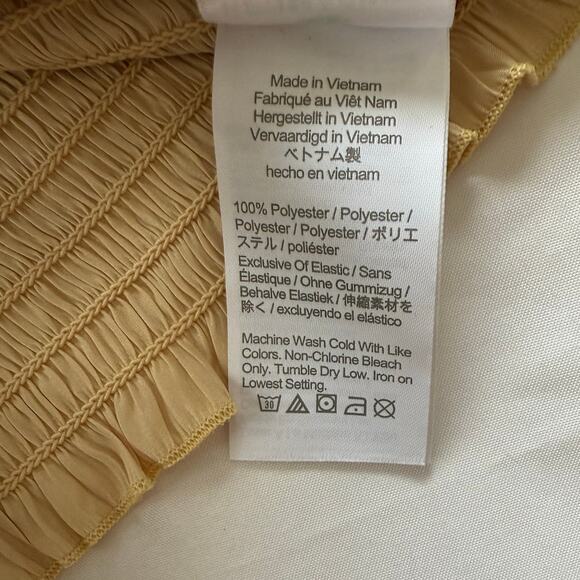 Made in Vietnam
Fabriqué au Viêt Nam
Hergestellt in Vietnam
Vervaardigd in Vietnam
ベトナム製
hecho en vietnam
100% Polyester / Polyester /
Polyester / Polyester / ポリエ
ステル / poliéster
Exclusive Of Elastic / Sans
Élastique / Ohne Gummizug /
Behalve Elastiek / 伸縮素材を
除く / excluyendo el elástico
Machine Wash Cold With Like
Colors. Non-Chlorine Bleach
Only. Tumble Dry Low. Iron on
Lowest Setting.
30